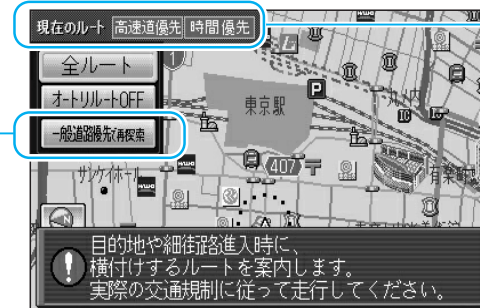 現在のルート 高速道優先 時間優先
全ルート
オートリルートOFF
一般道路優先で再探索
東京駅
P
IC
407
サンケイホール
目的地や細街路進入時に、
横付けするルートを案内します。
実際の交通規制に従って走行してください。